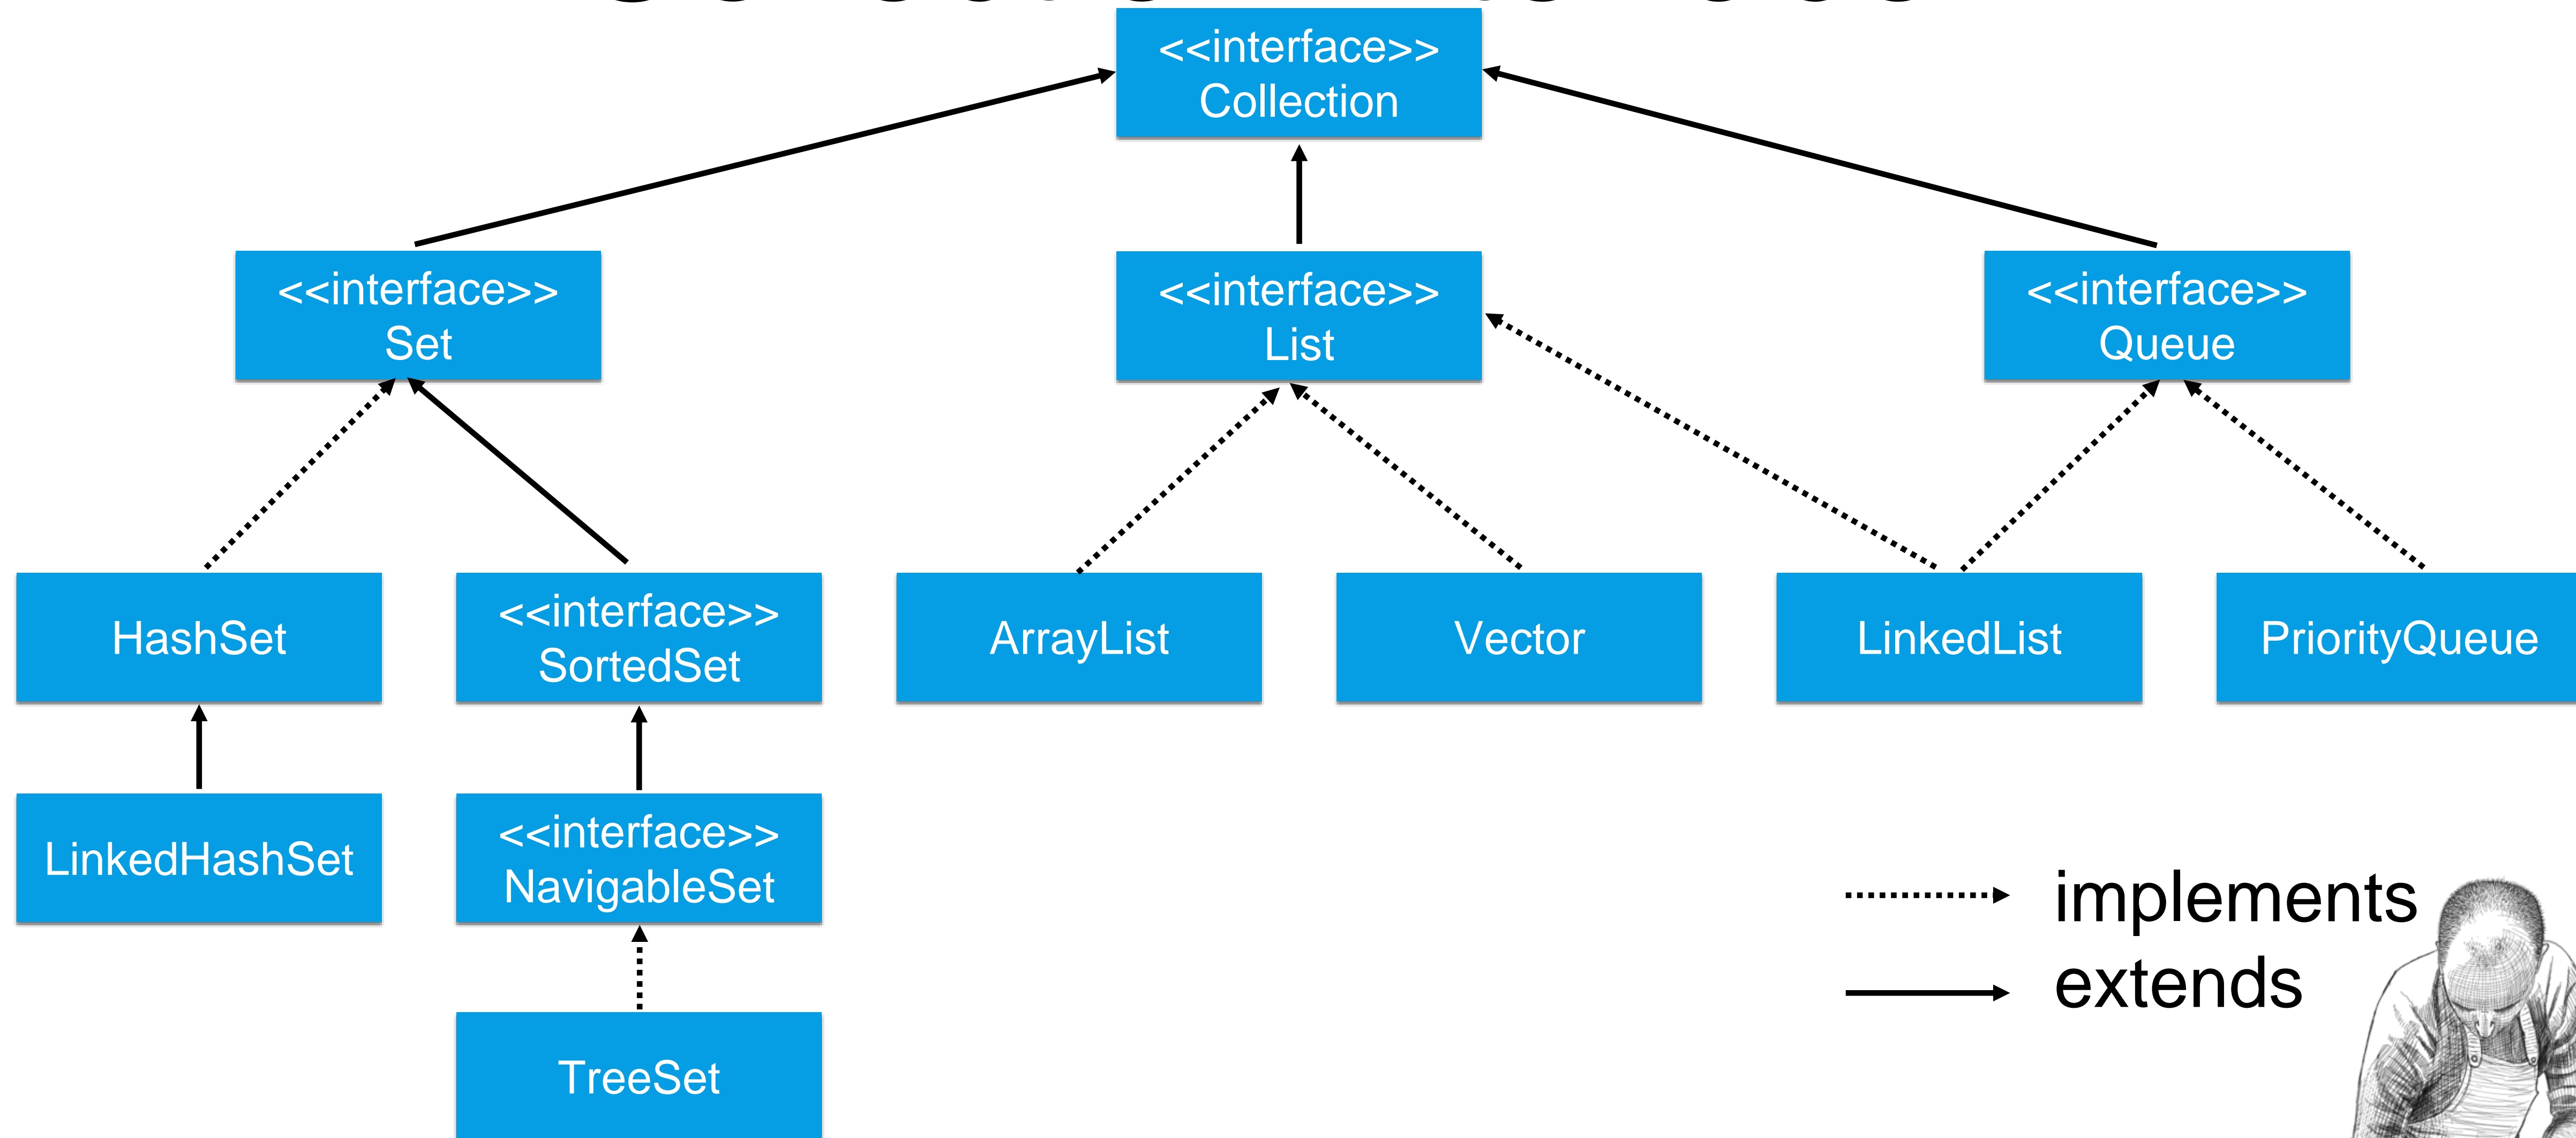 <<interface>>
Collection
<<interface>>
Set
<<interface>>
List
<<interface>>
Queue
HashSet
<<interface>>
SortedSet
ArrayList
Vector
LinkedList
PriorityQueue
LinkedHashSet
<<interface>>
NavigableSet
implements
extends
TreeSet